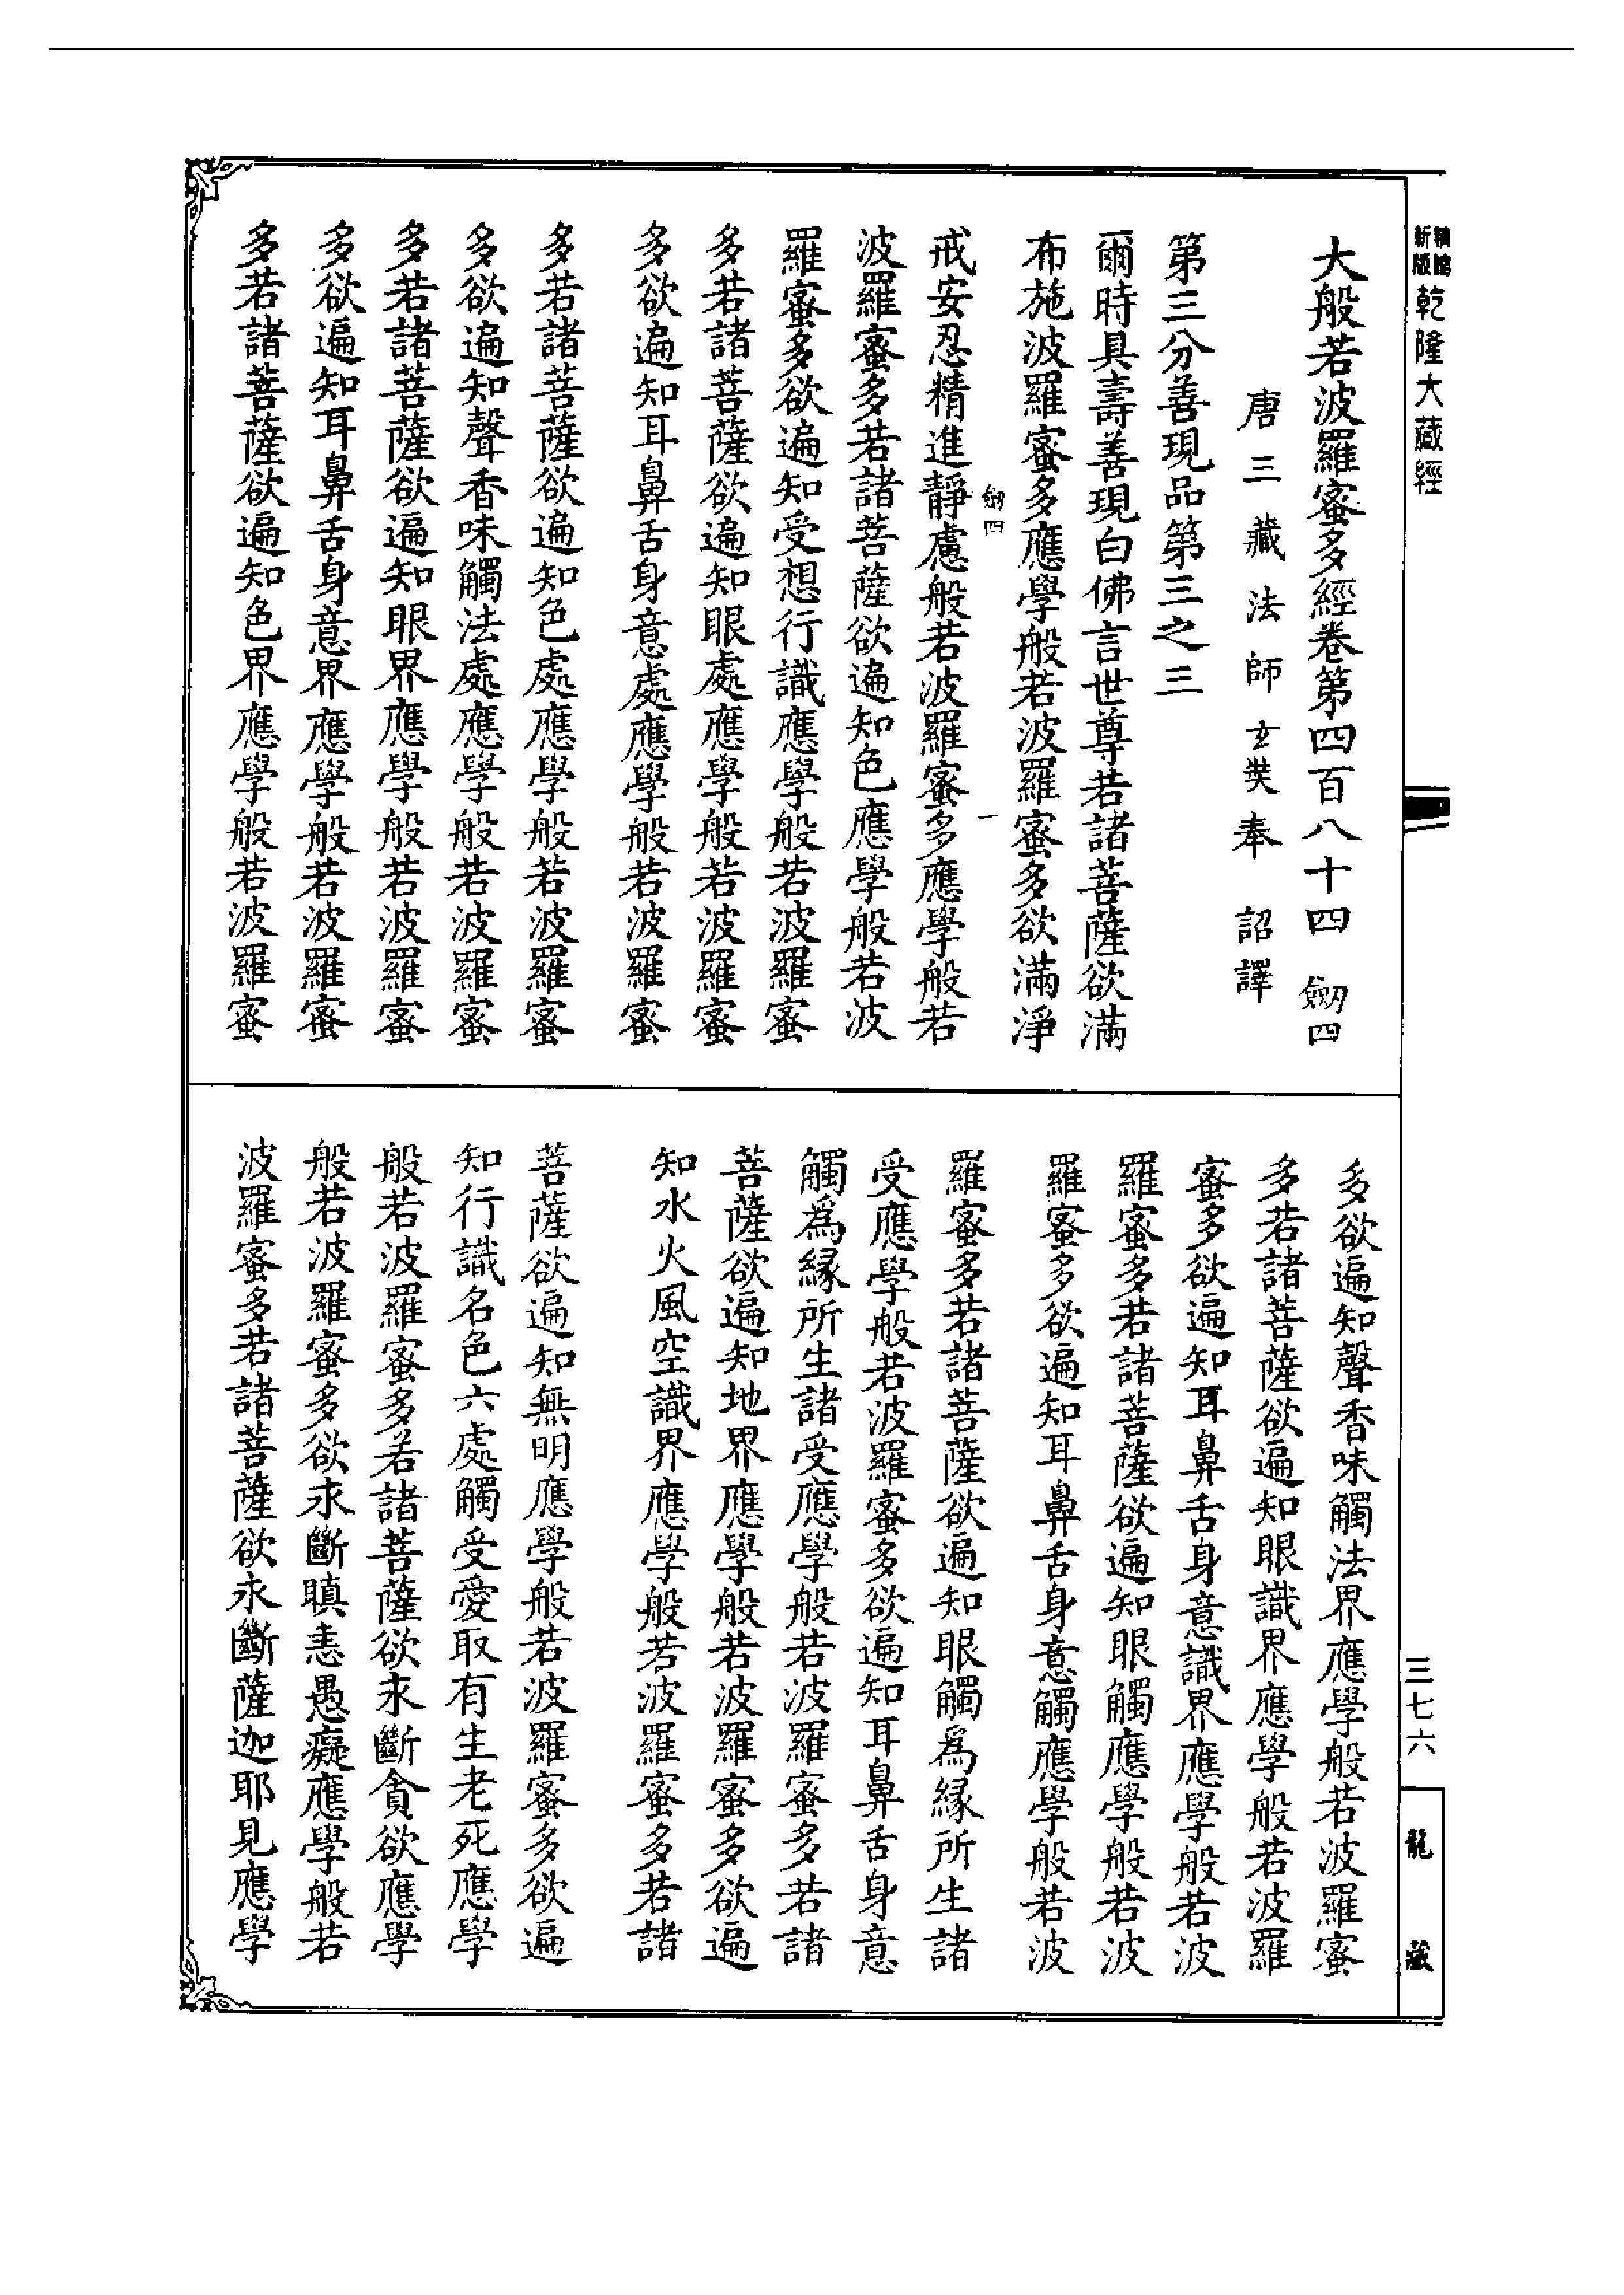 新版
乾隆大藏經
大般若波羅蜜多經卷第四百八十四 劒四
唐三藏法師玄奘奉 詔譯
第三分善現品第三之三
爾時具壽善現白佛言世尊若諸菩薩欲滿
布施波羅蜜多應學般若波羅蜜多欲滿淨
劒四 一
戒安忍精進靜慮般若波羅蜜多應學般若
波羅蜜多若諸菩薩欲遍知色應學般若波
羅蜜多欲遍知受想行識應學般若波羅蜜
多若諸菩薩欲遍知眼處應學般若波羅蜜
多欲遍知耳鼻舌身意處應學般若波羅蜜
多若諸菩薩欲遍知色處應學般若波羅蜜
多欲遍知聲香味觸法處應學般若波羅蜜
多若諸菩薩欲遍知眼界應學般若波羅蜜
多欲遍知耳鼻舌身意界應學般若波羅蜜
多若諸菩薩欲遍知色界應學般若波羅蜜
多欲遍知聲香味觸法界應學般若波羅蜜
多若諸菩薩欲遍知眼識界應學般若波羅
蜜多欲遍知耳鼻舌身意識界應學般若波
羅蜜多若諸菩薩欲遍知眼觸應學般若波
羅蜜多欲遍知耳鼻舌身意觸應學般若波
羅蜜多若諸菩薩欲遍知眼觸爲緣所生諸
受應學般若波羅蜜多欲遍知耳鼻舌身意
觸爲緣所生諸受應學般若波羅蜜多若諸
菩薩欲遍知地界應學般若波羅蜜多欲遍
知水火風空識界應學般若波羅蜜多若諸
菩薩欲遍知無明應學般若波羅蜜多欲遍
知行識名色六處觸受愛取有生老死應學
般若波羅蜜多若諸菩薩欲永斷貪欲應學
般若波羅蜜多欲永斷瞋恚愚癡應學般若
波羅蜜多若諸菩薩欲永斷薩迦耶見應學
三七六
龍藏